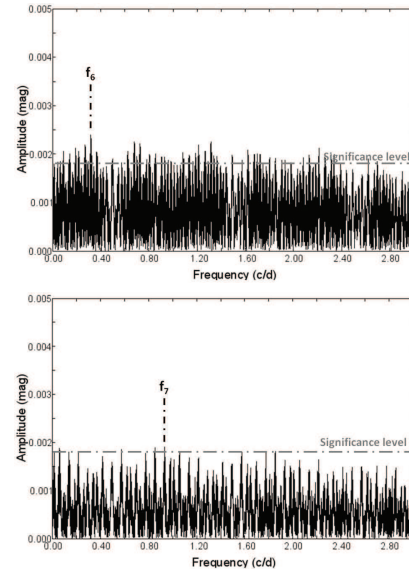 0.005
0.004
0.003
0.002
0.001
0.000
Amplitude (mag)
f6
Significance level
0.00 0.40 0.80 1.20 1.60 2.00 2.40 2.80
Frequency (c/d)
0.005
0.004
0.003
0.002
0.001
0.000
Amplitude (mag)
f7
Significance level
0.00 0.40 0.80 1.20 1.60 2.00 2.40 2.80
Frequency (c/d)